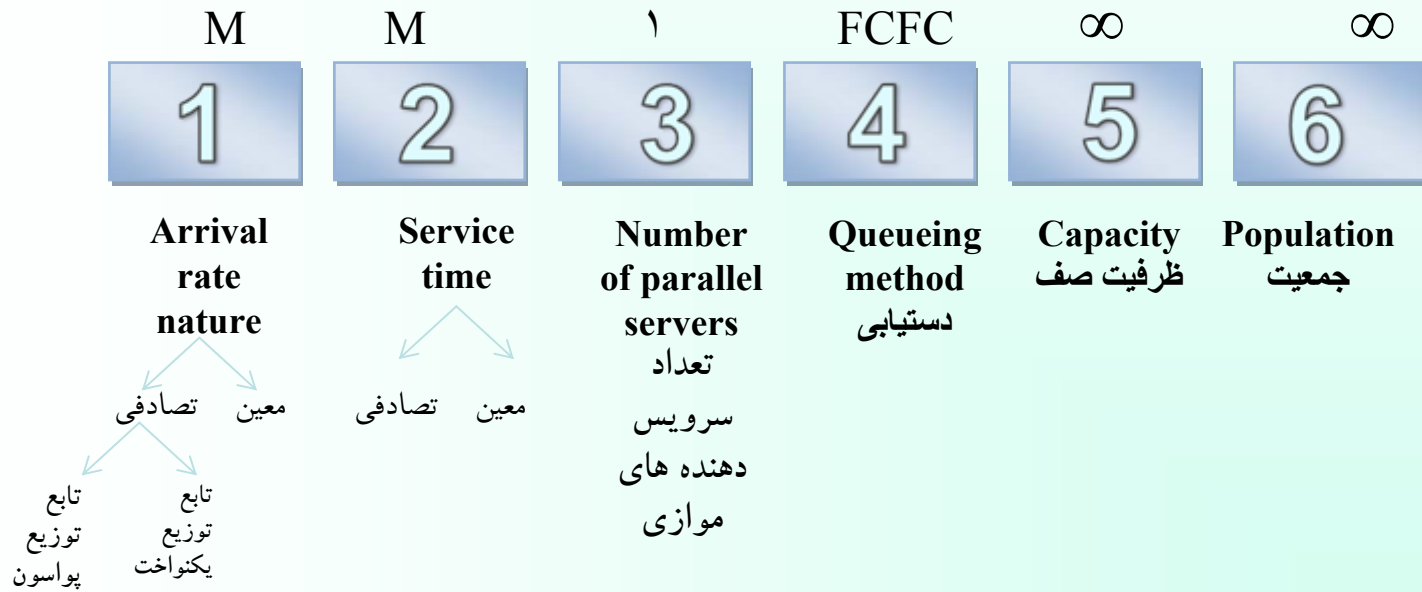 M M ۱ FCFC ∞ ∞
1 2 3 4 5 6
Arrival
rate
nature
معین تصادفی
تابع
توزیع
یکنواخت
تابع
توزیع
پواسون
Service
time
معین تصادفی
Number
of parallel
servers
تعداد
سرویس
دهنده های
موازی
Queueing
method
دستیابی
Capacity
ظرفیت صف
Population
جمعیت